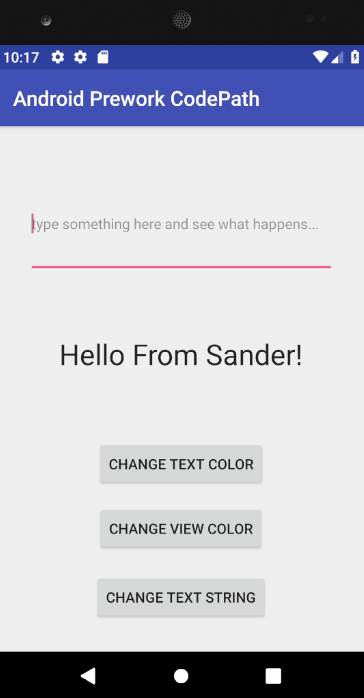 10:17
Android Prework CodePath
type something here and see what happens...
Hello From Sander!
CHANGE TEXT COLOR
CHANGE VIEW COLOR
CHANGE TEXT STRING